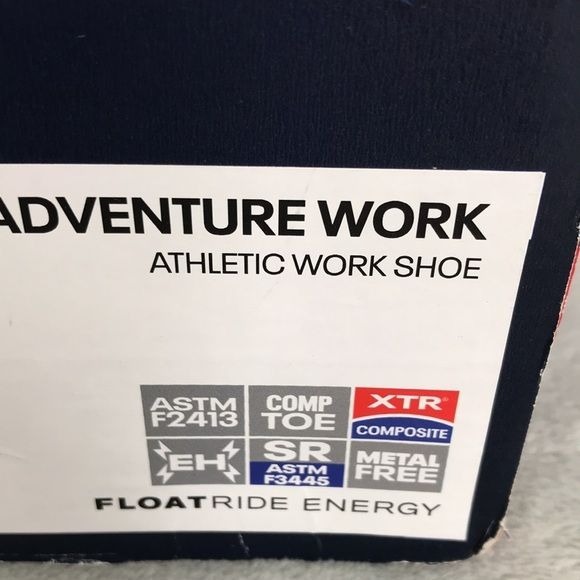 ADVENTURE WORK
ATHLETIC WORK SHOE
ASTM F2413
COMP TOE
XTR® COMPOSITE
EH
SR ASTM F3445
METAL FREE
FLOATRIDE ENERGY